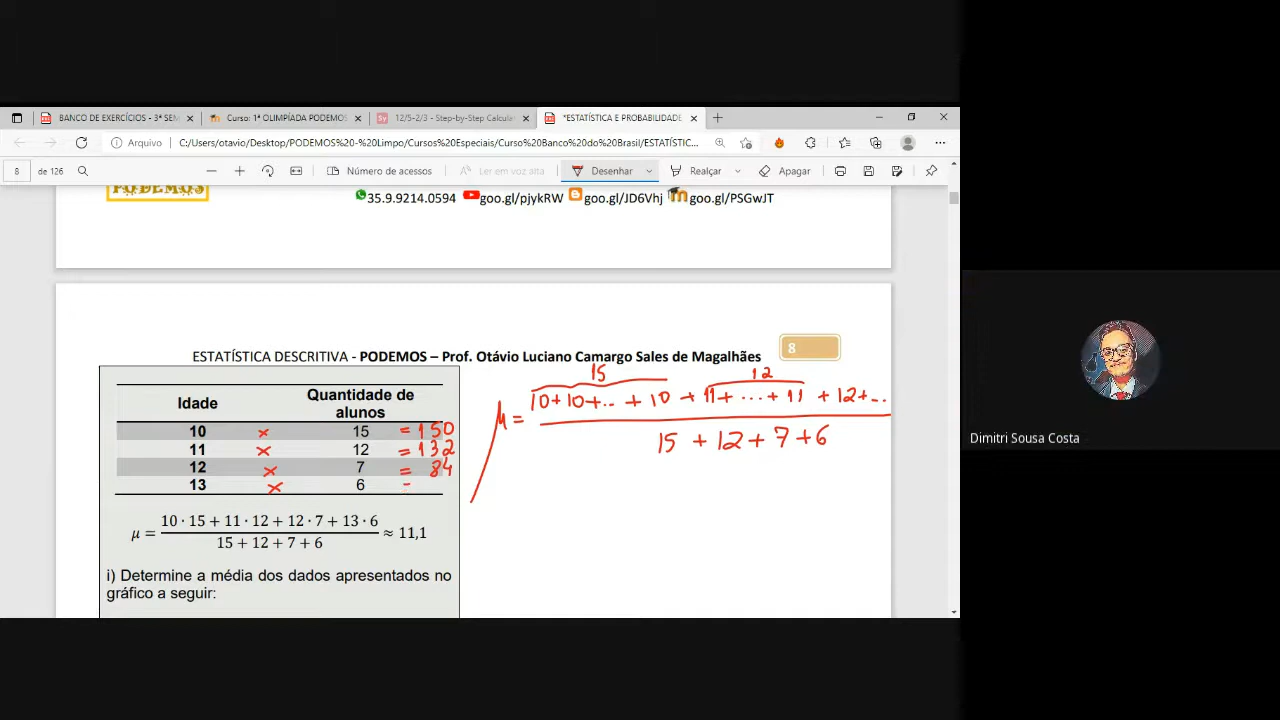 BANCO DE EXERCÍCIOS - 3ª SEM
Curso: 1ª OLIMPÍADA PODEMOS
12/5-2/3 - Step-by-Step Calcula
*ESTATÍSTICA E PROBABILIDADE
Arquivo C:/Users/otavio/Desktop/PODEMOS%20-%20Limpo/Cursos%20Especiais/Curso%20Banco%20do%20Brasil/ESTATÍSTIC...
8 de 126 Número de acessos Ler em voz alta Desenhar Realçar Apagar
PODEMOS
35.9.9214.0594 goo.gl/pjykRW goo.gl/JD6Vhj goo.gl/PSGwJT
ESTATÍSTICA DESCRITIVA - PODEMOS – Prof. Otávio Luciano Camargo Sales de Magalhães 8
Idade Quantidade de alunos
10 × 15 = 150
11 × 12 = 132
12 × 7 = 84
13 × 6 =
μ = (10 · 15 + 11 · 12 + 12 · 7 + 13 · 6) / (15 + 12 + 7 + 6) ≈ 11,1
i) Determine a média dos dados apresentados no
gráfico a seguir:
15 12
μ = 10+10+.. + 10 + 11+ ... + 11 + 12+...
15 + 12 + 7 + 6
Dimitri Sousa Costa